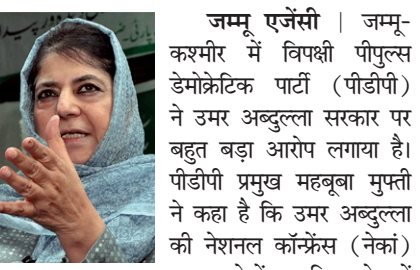 जम्मू एजेंसी | जम्मू-
कश्मीर में विपक्षी पीपुल्स
डेमोक्रेटिक पार्टी (पीडीपी)
ने उमर अब्दुल्ला सरकार पर
बहुत बड़ा आरोप लगाया है।
पीडीपी प्रमुख महबूबा मुफ्ती
ने कहा है कि उमर अब्दुल्ला
की नेशनल कॉन्फ्रेंस (नेकां)